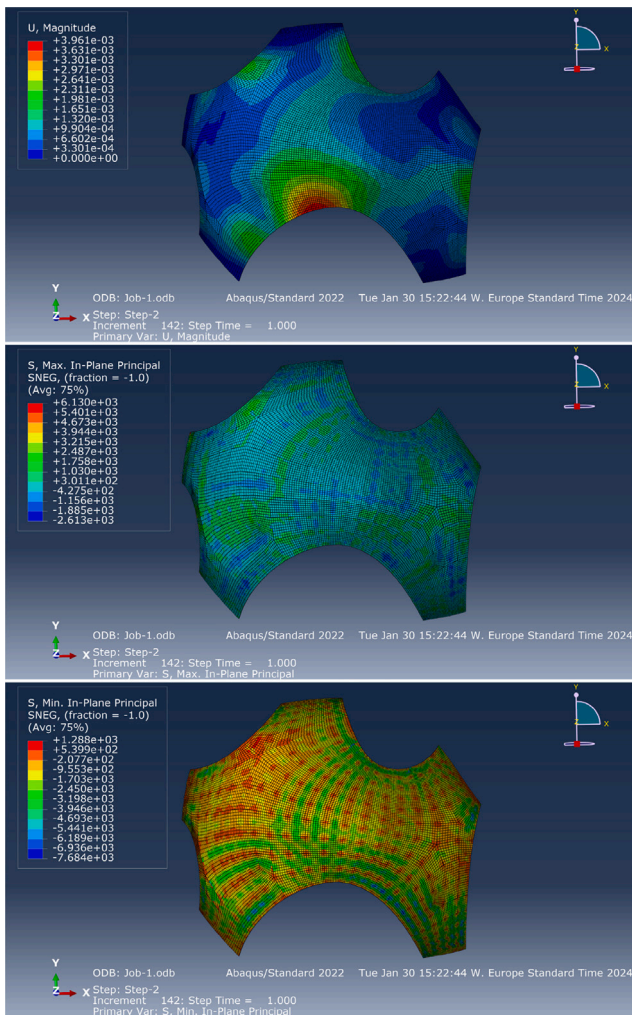 U, Magnitude
+3.961e-03
+3.631e-03
+3.301e-03
+2.971e-03
+2.641e-03
+2.311e-03
+1.981e-03
+1.651e-03
+1.320e-03
+9.904e-04
+6.602e-04
+3.301e-04
+0.000e+00
Y
Z
X
Y
Z
X
ODB: Job-1.odb Abaqus/Standard 2022 Tue Jan 30 15:22:44 W. Europe Standard Time 2024
Step: Step-2
Increment 142: Step Time = 1.000
Primary Var: U, Magnitude
S, Max. In-Plane Principal
SNEG, (fraction = -1.0)
(Avg: 75%)
+6.130e+03
+5.401e+03
+4.673e+03
+3.944e+03
+3.215e+03
+2.487e+03
+1.758e+03
+1.030e+03
+3.011e+02
-4.275e+02
-1.156e+03
-1.885e+03
-2.613e+03
Y
Z
X
Y
Z
X
ODB: Job-1.odb Abaqus/Standard 2022 Tue Jan 30 15:22:44 W. Europe Standard Time 2024
Step: Step-2
Increment 142: Step Time = 1.000
Primary Var: S, Max. In-Plane Principal
S, Min. In-Plane Principal
SNEG, (fraction = -1.0)
(Avg: 75%)
+1.288e+03
+5.399e+02
-2.077e+02
-9.553e+02
-1.703e+03
-2.450e+03
-3.198e+03
-3.946e+03
-4.693e+03
-5.441e+03
-6.189e+03
-6.936e+03
-7.684e+03
Y
Z
X
Y
Z
X
ODB: Job-1.odb Abaqus/Standard 2022 Tue Jan 30 15:22:44 W. Europe Standard Time 2024
Step: Step-2
Increment 142: Step Time = 1.000
Primary Var: S, Min. In-Plane Principal